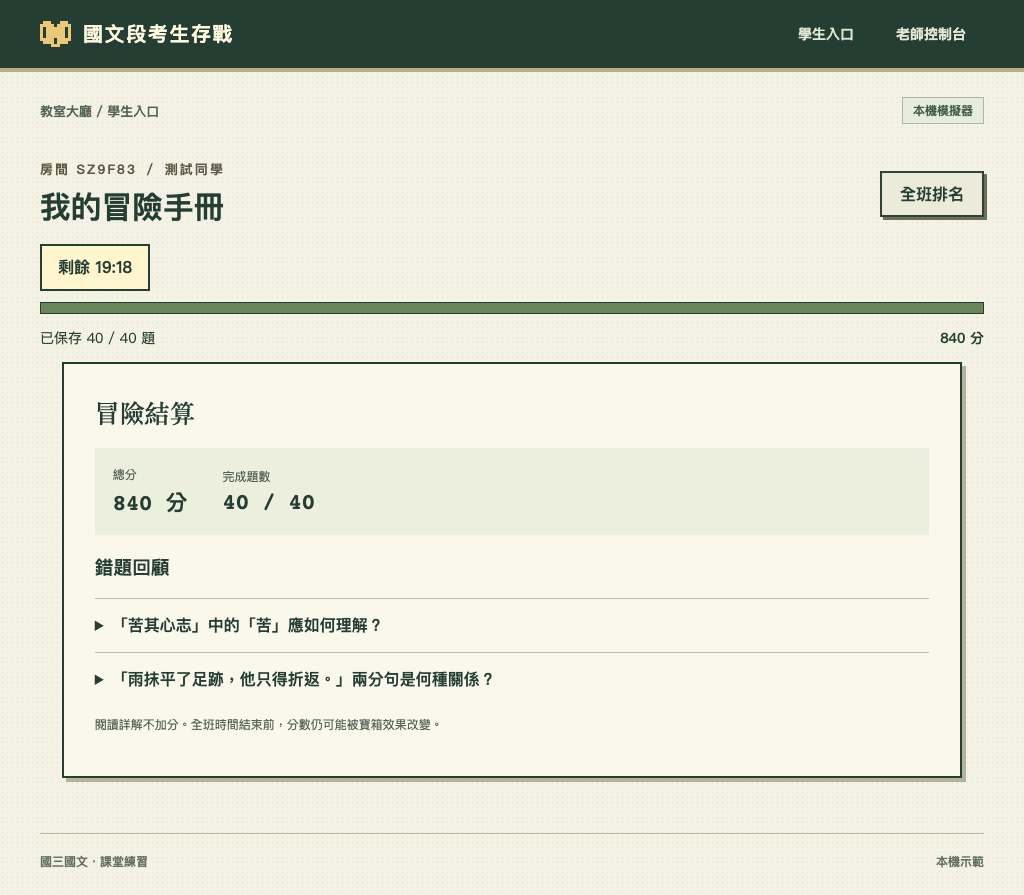 國文段考生存戰
學生入口 老師控制台
教室大廳 / 學生入口
本機模擬器
房間 SZ9F83 / 測試同學
我的冒險手冊
全班排名
剩餘 19:18
已保存 40 / 40 題
840 分
冒險結算
總分 完成題數
840 分 40 / 40
錯題回顧
「苦其心志」中的「苦」應如何理解？
「雨抹平了足跡，他只得折返。」兩分句是何種關係？
閱讀詳解不加分。全班時間結束前，分數仍可能被寶箱效果改變。
國三國文 · 課堂練習
本機示範